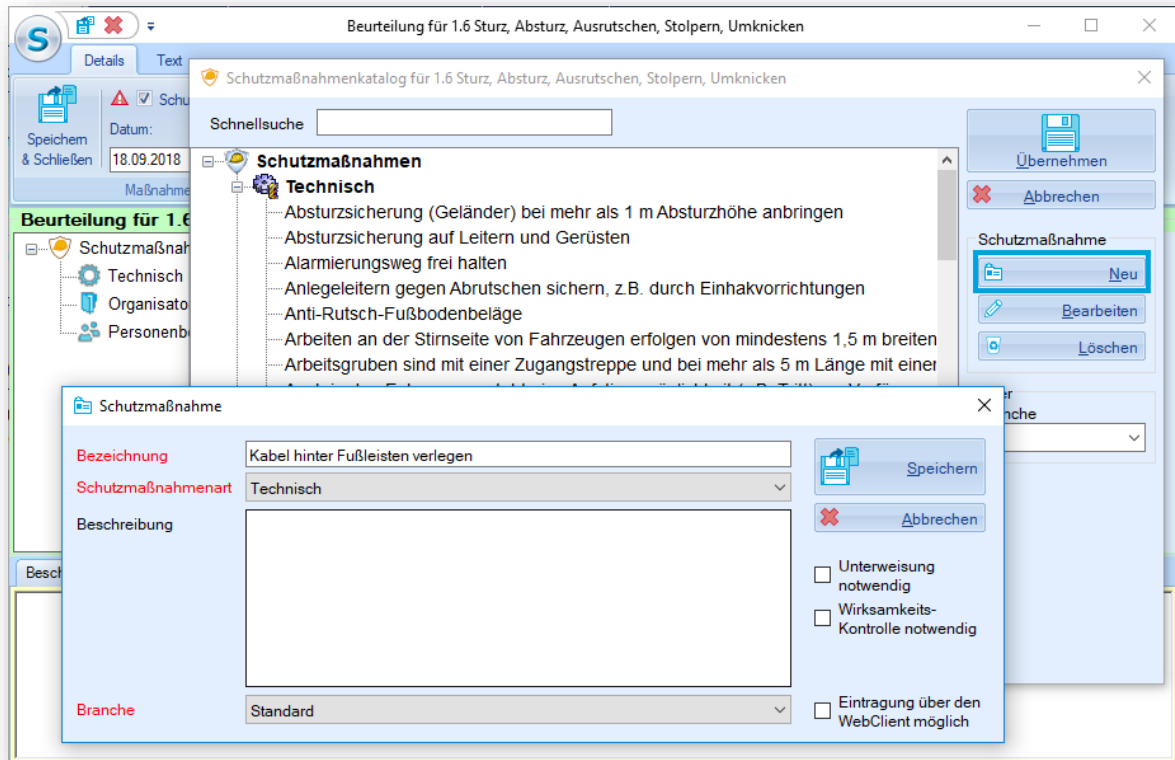 S
Beurteilung für 1.6 Sturz, Absturz, Ausrutschen, Stolpern, Umknicken
Details
Text
Speichern
& Schließen
Schu
Datum:
18.09.2018
Maßnahme
Beurteilung für 1.6
Technisch
Schutzmaßnahmenkatalog für 1.6 Sturz, Absturz, Ausrutschen, Stolpern, Umknicken
Schnellsuche
Schutzmaßnahmen
Technisch
Absturzsicherung (Geländer) bei mehr als 1 m Absturzhöhe anbringen
Absturzsicherung auf Leitern und Gerüsten
Alarmierungsweg frei halten
Anlegeleitern gegen Abrutschen sichern, z.B. durch Einhakvorrichtungen
Anti-Rutsch-Fußbodenbeläge
Arbeiten an der Stirnseite von Fahrzeugen erfolgen von mindestens 1,5 m breiten
Arbeitsgruben sind mit einer Zugangstreppe und bei mehr als 5 m Länge mit einer
Übernehmen
Abbrechen
Schutzmaßnahme
Neu
Bearbeiten
Löschen
Schutzmaßnahme
Bezeichnung
Kabel hinter Fußleisten verlegen
Schutzmaßnahmenart
Technisch
Beschreibung
Branche
Standard
Speichern
Abbrechen
Unterweisung
notwendig
Wirksamkeits-
Kontrolle notwendig
Eintragung über den
WebClient möglich